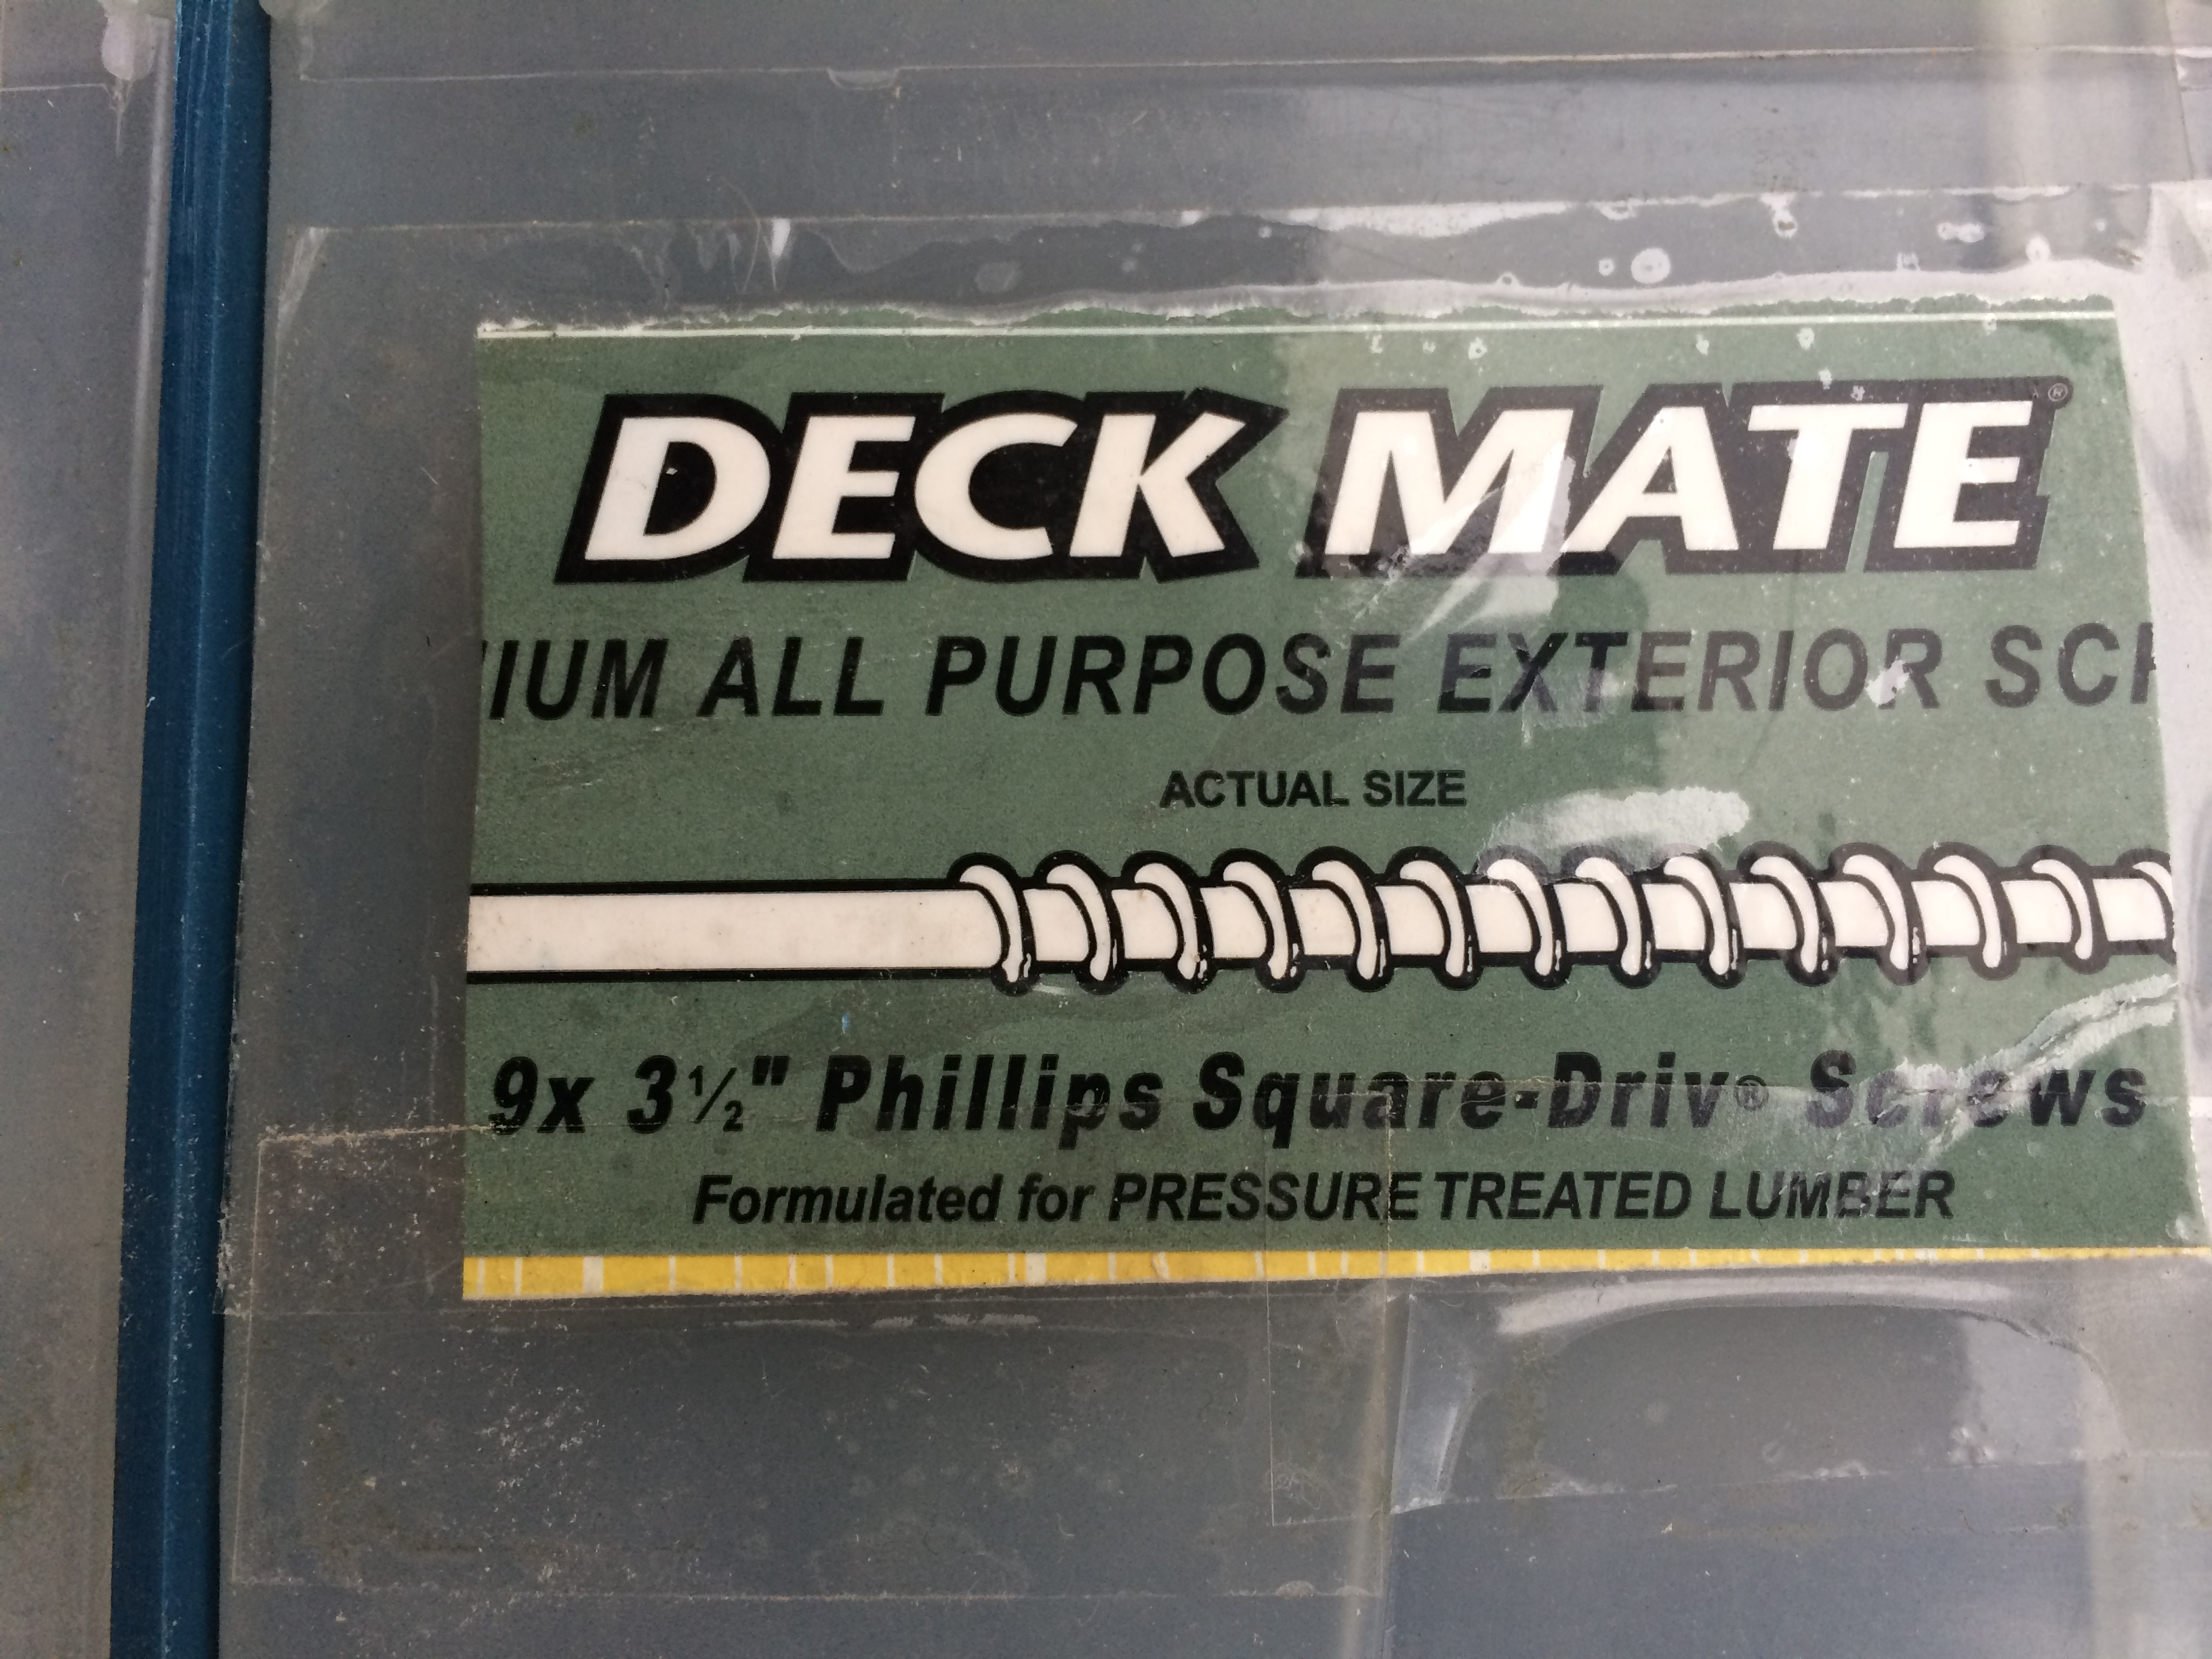 DECK MATE®
IUM ALL PURPOSE EXTERIOR SC
ACTUAL SIZE
9x 3½" Phillips Square-Driv® Screws
Formulated for PRESSURE TREATED LUMBER